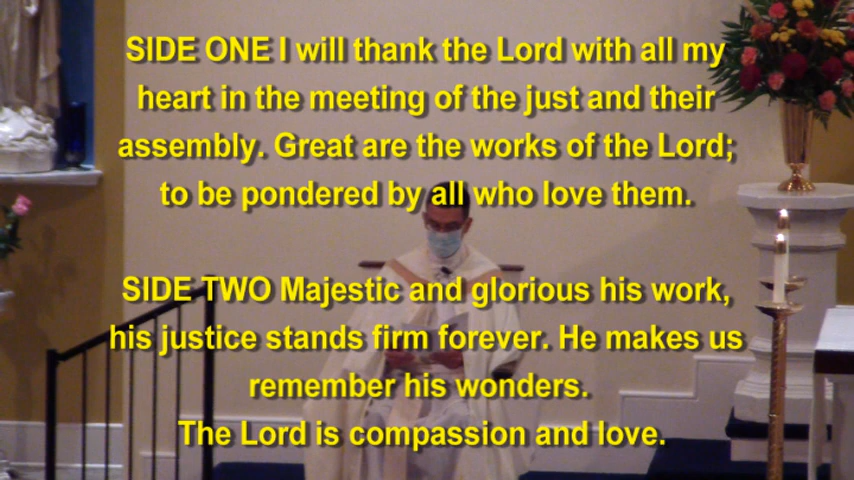 SIDE ONE I will thank the Lord with all my
heart in the meeting of the just and their
assembly. Great are the works of the Lord;
to be pondered by all who love them.
SIDE TWO Majestic and glorious his work,
his justice stands firm forever. He makes us
remember his wonders.
The Lord is compassion and love.